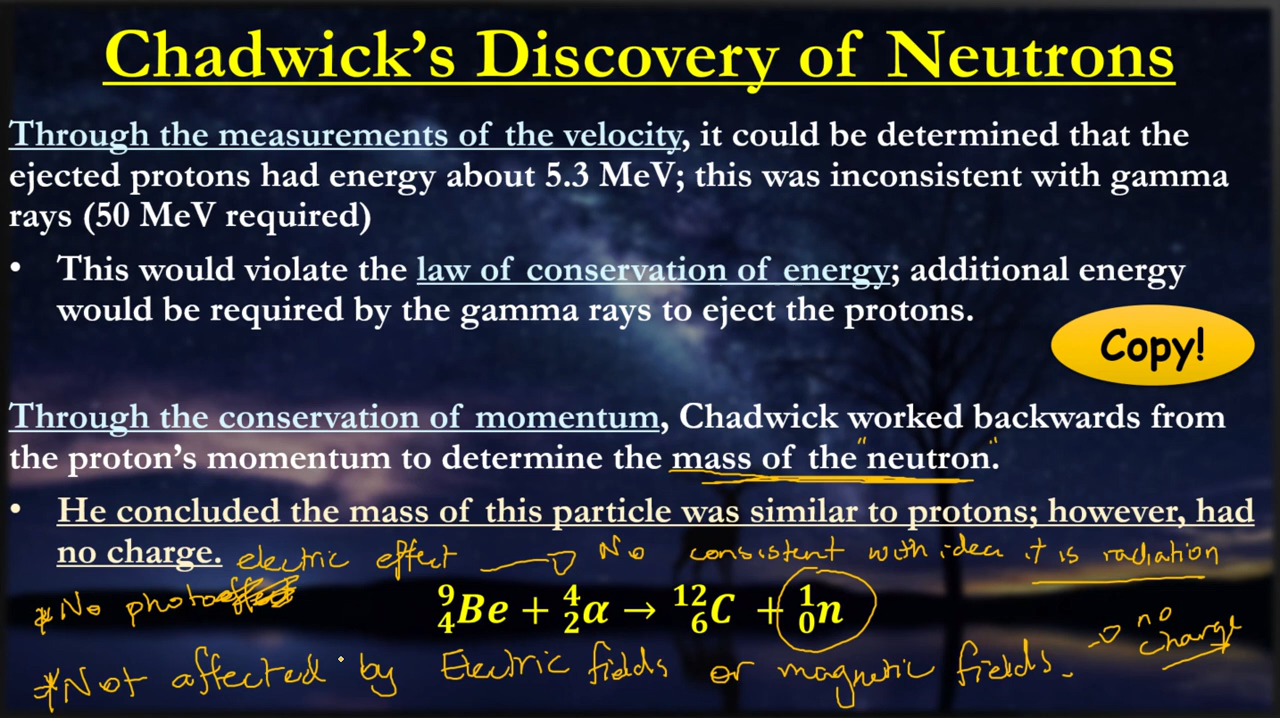 Chadwick's Discovery of Neutrons
Through the measurements of the velocity, it could be determined that the
ejected protons had energy about 5.3 MeV; this was inconsistent with gamma
rays (50 MeV required)
• This would violate the law of conservation of energy; additional energy
would be required by the gamma rays to eject the protons.
Copy!
Through the conservation of momentum, Chadwick worked backwards from
the proton's momentum to determine the mass of the "neutron."
• He concluded the mass of this particle was similar to protons; however, had
no charge.
electric effect → No consistent with idea it is radiation
*No photo
⁹₄Be + ⁴₂α → ¹²₆C + ¹₀n
→ no charge
*Not affected by Electric fields or magnetic fields.